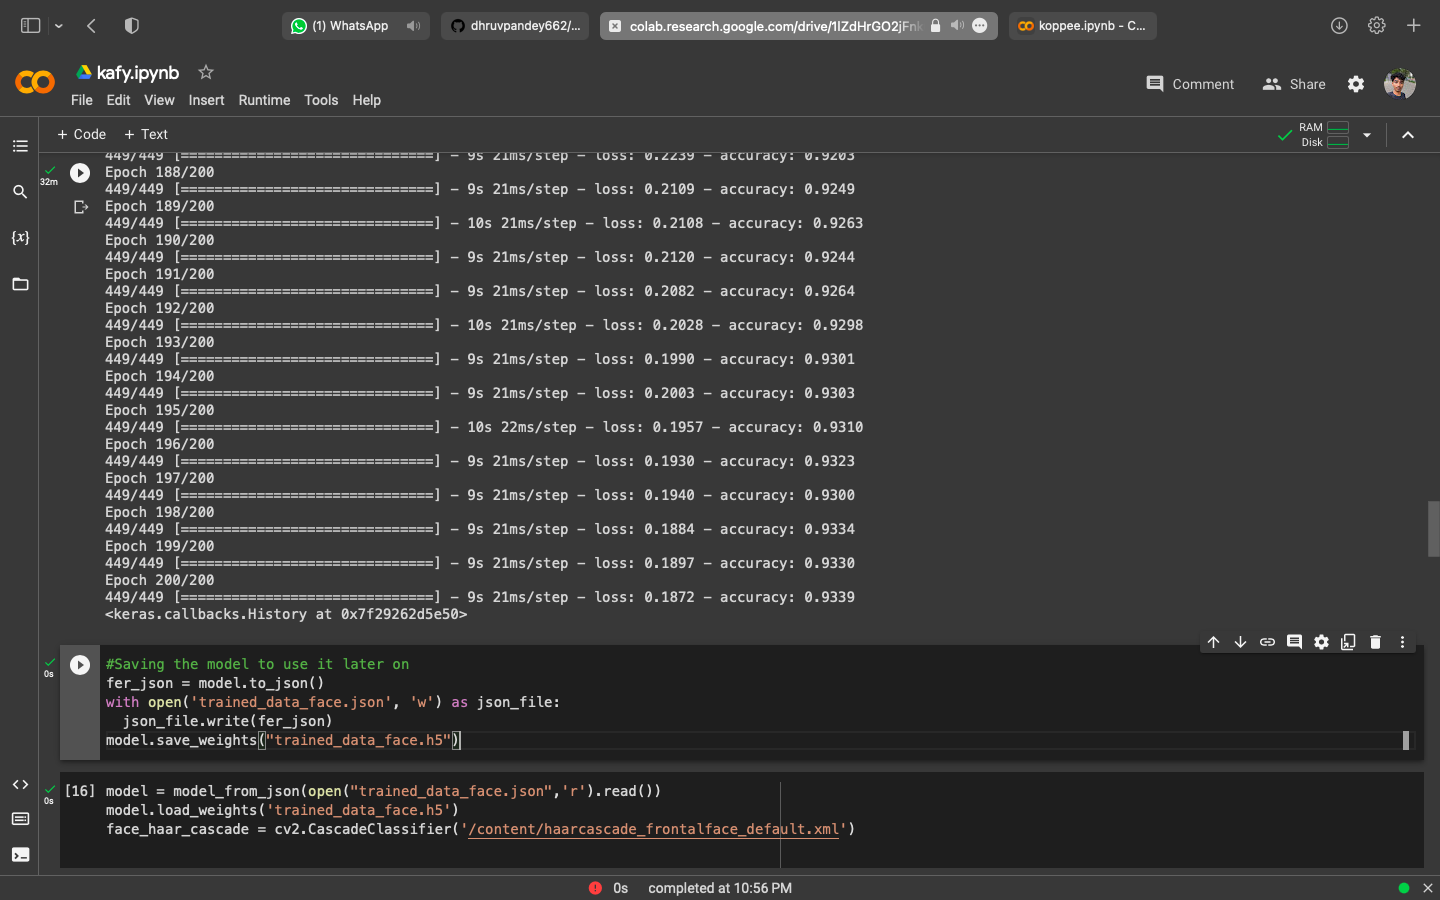 (1) WhatsApp
dhruvpandey662/...
colab.research.google.com/drive/1IZdHrGO2jFnk
koppee.ipynb - C...
kafy.ipynb
File Edit View Insert Runtime Tools Help
Comment
Share
+ Code + Text
RAM
Disk
32m
449/449 [==============================] - 9s 21ms/step - loss: 0.2239 - accuracy: 0.9203
Epoch 188/200
449/449 [==============================] - 9s 21ms/step - loss: 0.2109 - accuracy: 0.9249
Epoch 189/200
449/449 [==============================] - 10s 21ms/step - loss: 0.2108 - accuracy: 0.9263
Epoch 190/200
449/449 [==============================] - 9s 21ms/step - loss: 0.2120 - accuracy: 0.9244
Epoch 191/200
449/449 [==============================] - 9s 21ms/step - loss: 0.2082 - accuracy: 0.9264
Epoch 192/200
449/449 [==============================] - 10s 21ms/step - loss: 0.2028 - accuracy: 0.9298
Epoch 193/200
449/449 [==============================] - 9s 21ms/step - loss: 0.1990 - accuracy: 0.9301
Epoch 194/200
449/449 [==============================] - 9s 21ms/step - loss: 0.2003 - accuracy: 0.9303
Epoch 195/200
449/449 [==============================] - 10s 22ms/step - loss: 0.1957 - accuracy: 0.9310
Epoch 196/200
449/449 [==============================] - 9s 21ms/step - loss: 0.1930 - accuracy: 0.9323
Epoch 197/200
449/449 [==============================] - 9s 21ms/step - loss: 0.1940 - accuracy: 0.9300
Epoch 198/200
449/449 [==============================] - 9s 21ms/step - loss: 0.1884 - accuracy: 0.9334
Epoch 199/200
449/449 [==============================] - 9s 21ms/step - loss: 0.1897 - accuracy: 0.9330
Epoch 200/200
449/449 [==============================] - 9s 21ms/step - loss: 0.1872 - accuracy: 0.9339
<keras.callbacks.History at 0x7f29262d5e50>
0s
#Saving the model to use it later on
fer_json = model.to_json()
with open('trained_data_face.json', 'w') as json_file:
  json_file.write(fer_json)
model.save_weights("trained_data_face.h5")
0s
[16] model = model_from_json(open("trained_data_face.json",'r').read())
model.load_weights('trained_data_face.h5')
face_haar_cascade = cv2.CascadeClassifier('/content/haarcascade_frontalface_default.xml')
0s completed at 10:56 PM